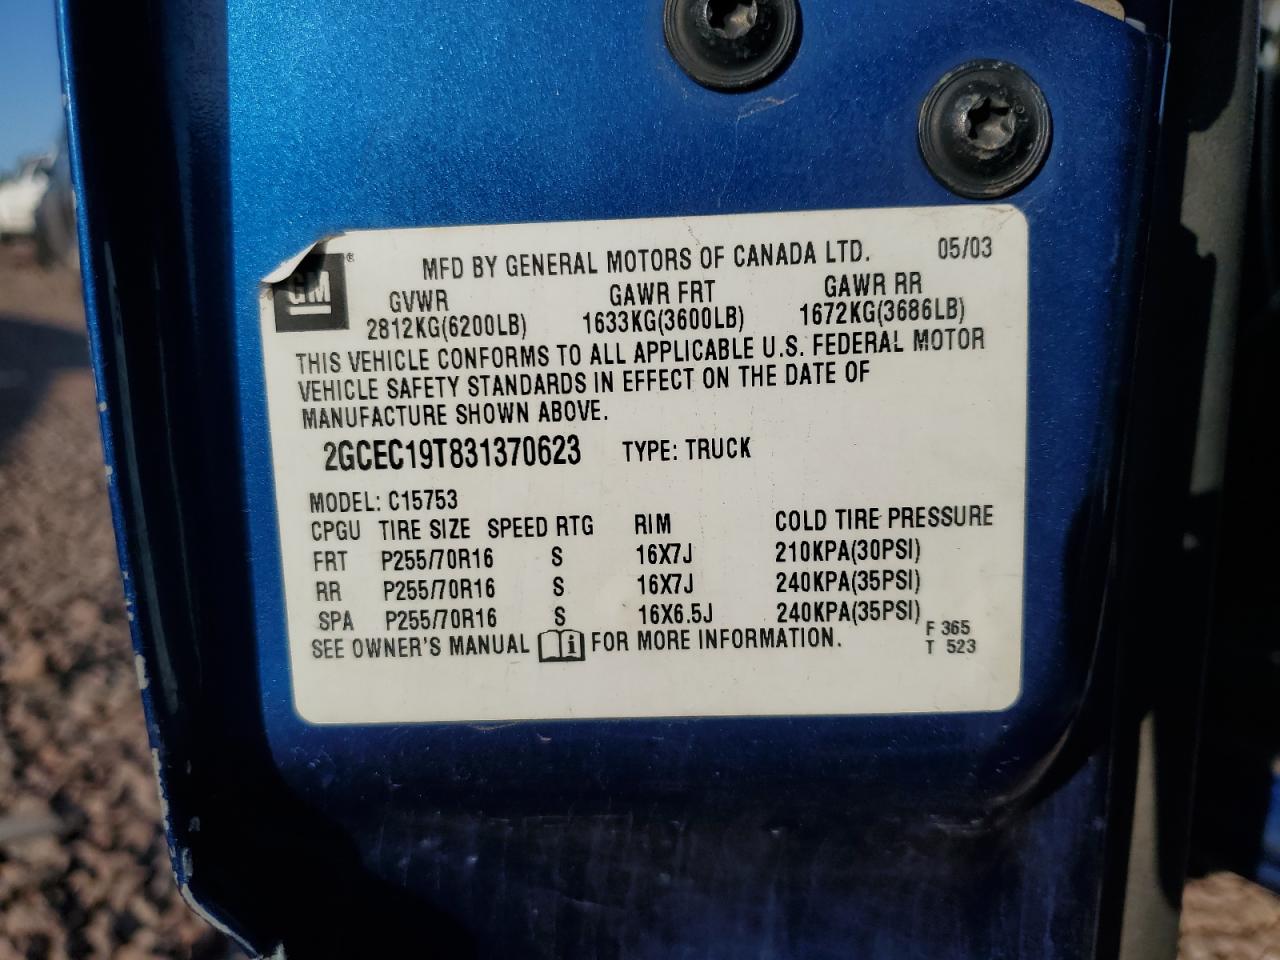 MFD BY GENERAL MOTORS OF CANADA LTD. 05/03
GM ®
GVWR GAWR FRT GAWR RR
2812KG(6200LB) 1633KG(3600LB) 1672KG(3686LB)
THIS VEHICLE CONFORMS TO ALL APPLICABLE U.S. FEDERAL MOTOR
VEHICLE SAFETY STANDARDS IN EFFECT ON THE DATE OF
MANUFACTURE SHOWN ABOVE.
2GCEC19T831370623 TYPE: TRUCK
MODEL: C15753
CPGU TIRE SIZE SPEED RTG RIM COLD TIRE PRESSURE
FRT P255/70R16 S 16X7J 210KPA(30PSI)
RR P255/70R16 S 16X7J 240KPA(35PSI)
SPA P255/70R16 S 16X6.5J 240KPA(35PSI)
SEE OWNER'S MANUAL i FOR MORE INFORMATION.
F 365
T 523